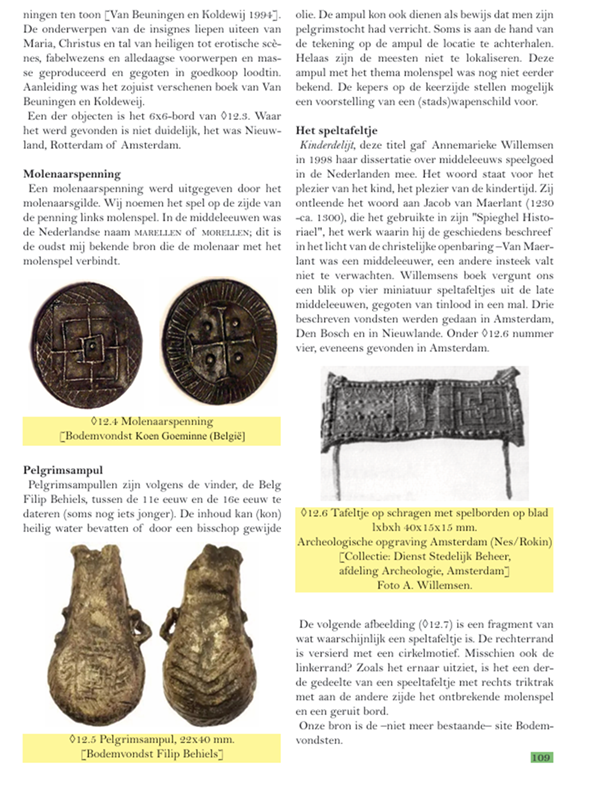 ningen ten toon [Van Beuningen en Koldewij 1994].
De onderwerpen van de insignes liepen uiteen van
Maria, Christus en tal van heiligen tot erotische scè-
nes, fabelwezens en alledaagse voorwerpen en mas-
se geproduceerd en gegoten in goedkoop loodtin.
Aanleiding was het zojuist verschenen boek van Van
Beuningen en Koldeweij.
Een der objecten is het 6x6-bord van ◊12.3. Waar
het werd gevonden is niet duidelijk, het was Nieuw-
land, Rotterdam of Amsterdam.
Molenaarspenning
Een molenaarspenning werd uitgegeven door het
molenaarsgilde. Wij noemen het spel op de zijde van
de penning links molenspel. In de middeleeuwen was
de Nederlandse naam MARELLEN of MORELLEN; dit is
de oudst mij bekende bron die de molenaar met het
molenspel verbindt.
◊12.4 Molenaarspenning
[Bodemvondst Koen Goeminne (België]
Pelgrimsampul
Pelgrimsampullen zijn volgens de vinder, de Belg
Filip Behiels, tussen de 11e eeuw en de 16e eeuw te
dateren (soms nog iets jonger). De inhoud kan (kon)
heilig water bevatten of door een bisschop gewijde
◊12.5 Pelgrimsampul, 22x40 mm.
[Bodemvondst Filip Behiels]
olie. De ampul kon ook dienen als bewijs dat men zijn
pelgrimstocht had verricht. Soms is aan de hand van
de tekening op de ampul de locatie te achterhalen.
Helaas zijn de meesten niet te lokaliseren. Deze
ampul met het thema molenspel was nog niet eerder
bekend. De kepers op de keerzijde stellen mogelijk
een voorstelling van een (stads)wapenschild voor.
Het speltafeltje
Kinderdelijt, deze titel gaf Annemarieke Willemsen
in 1998 haar dissertatie over middeleeuws speelgoed
in de Nederlanden mee. Het woord staat voor het
plezier van het kind, het plezier van de kindertijd. Zij
ontleende het woord aan Jacob van Maerlant (1230
-ca. 1300), die het gebruikte in zijn "Spieghel Histo-
riael", het werk waarin hij de geschiedens beschreef
in het licht van de christelijke openbaring –Van Maer-
lant was een middeleeuwer, een andere insteek valt
niet te verwachten. Willemsens boek vergunt ons
een blik op vier miniatuur speltafeltjes uit de late
middeleeuwen, gegoten van tinlood in een mal. Drie
beschreven vondsten werden gedaan in Amsterdam,
Den Bosch en in Nieuwlande. Onder ◊12.6 nummer
vier, eveneens gevonden in Amsterdam.
◊12.6 Tafeltje op schragen met spelborden op blad
lxbxh 40x15x15 mm.
Archeologische opgraving Amsterdam (Nes/Rokin)
[Collectie: Dienst Stedelijk Beheer,
afdeling Archeologie, Amsterdam]
Foto A. Willemsen.
De volgende afbeelding (◊12.7) is een fragment van
wat waarschijnlijk een speltafeltje is. De rechterrand
is versierd met een cirkelmotief. Misschien ook de
linkerrand? Zoals het ernaar uitziet, is het een der-
de gedeelte van een speeltafeltje met rechts triktrak
met aan de andere zijde het ontbrekende molenspel
en een geruit bord.
Onze bron is de –niet meer bestaande– site Bodem-
vondsten.
109